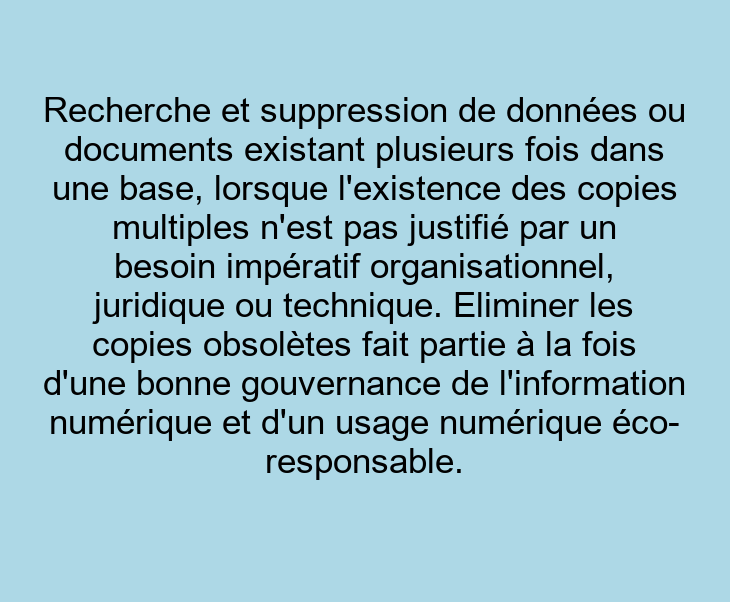 Recherche et suppression de données ou
documents existant plusieurs fois dans
une base, lorsque l'existence des copies
multiples n'est pas justifié par un
besoin impératif organisationnel,
juridique ou technique. Eliminer les
copies obsolètes fait partie à la fois
d'une bonne gouvernance de l'information
numérique et d'un usage numérique éco-
responsable.